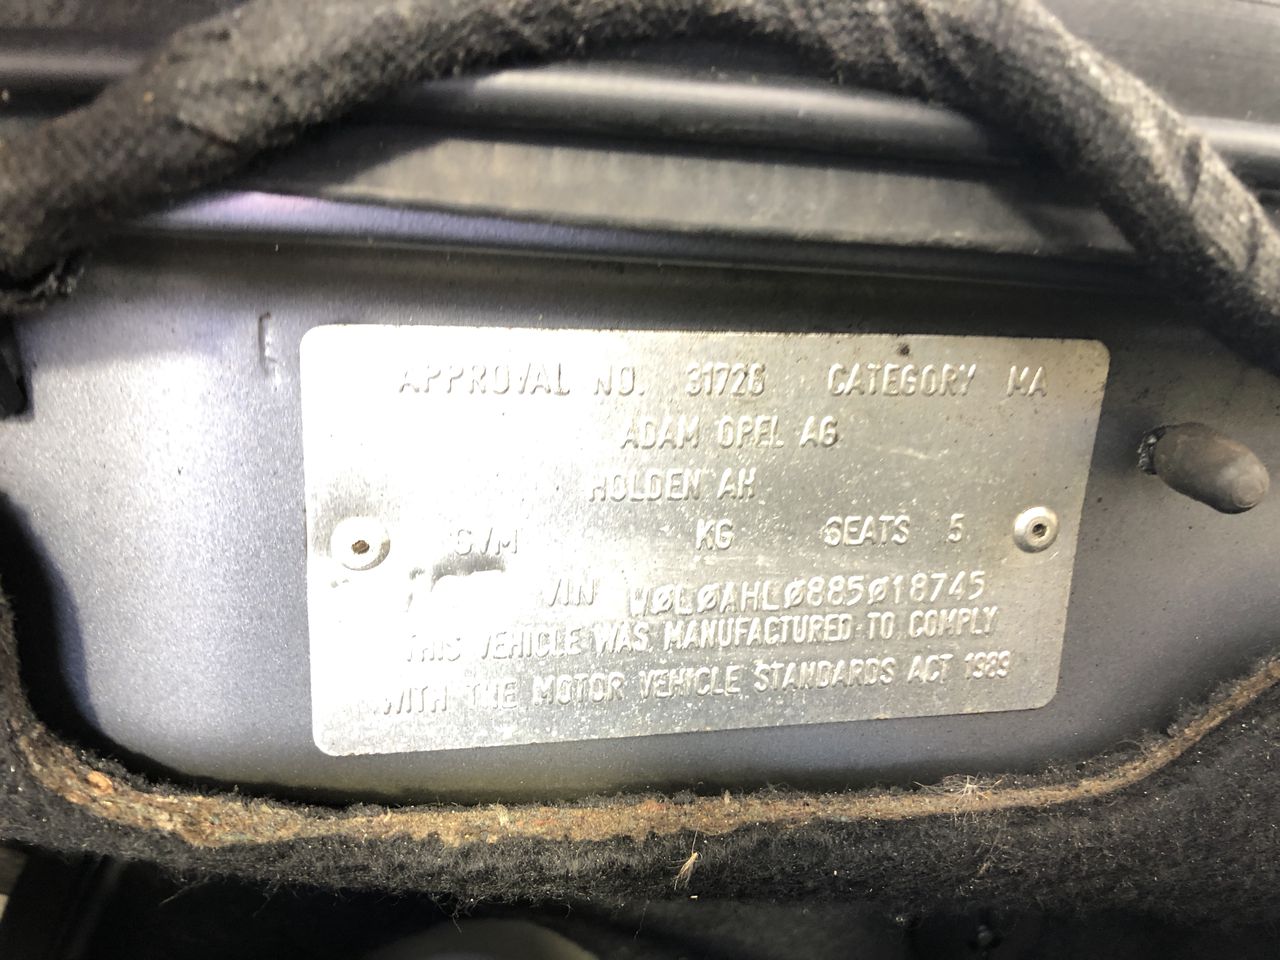 APPROVAL NO. 31726 CATEGORY MA
ADAM OPEL AG
HOLDEN AH
GVM KG SEATS 5
VIN WØLØAHLØ885Ø18745
THIS VEHICLE WAS MANUFACTURED TO COMPLY
WITH THE MOTOR VEHICLE STANDARDS ACT 1989